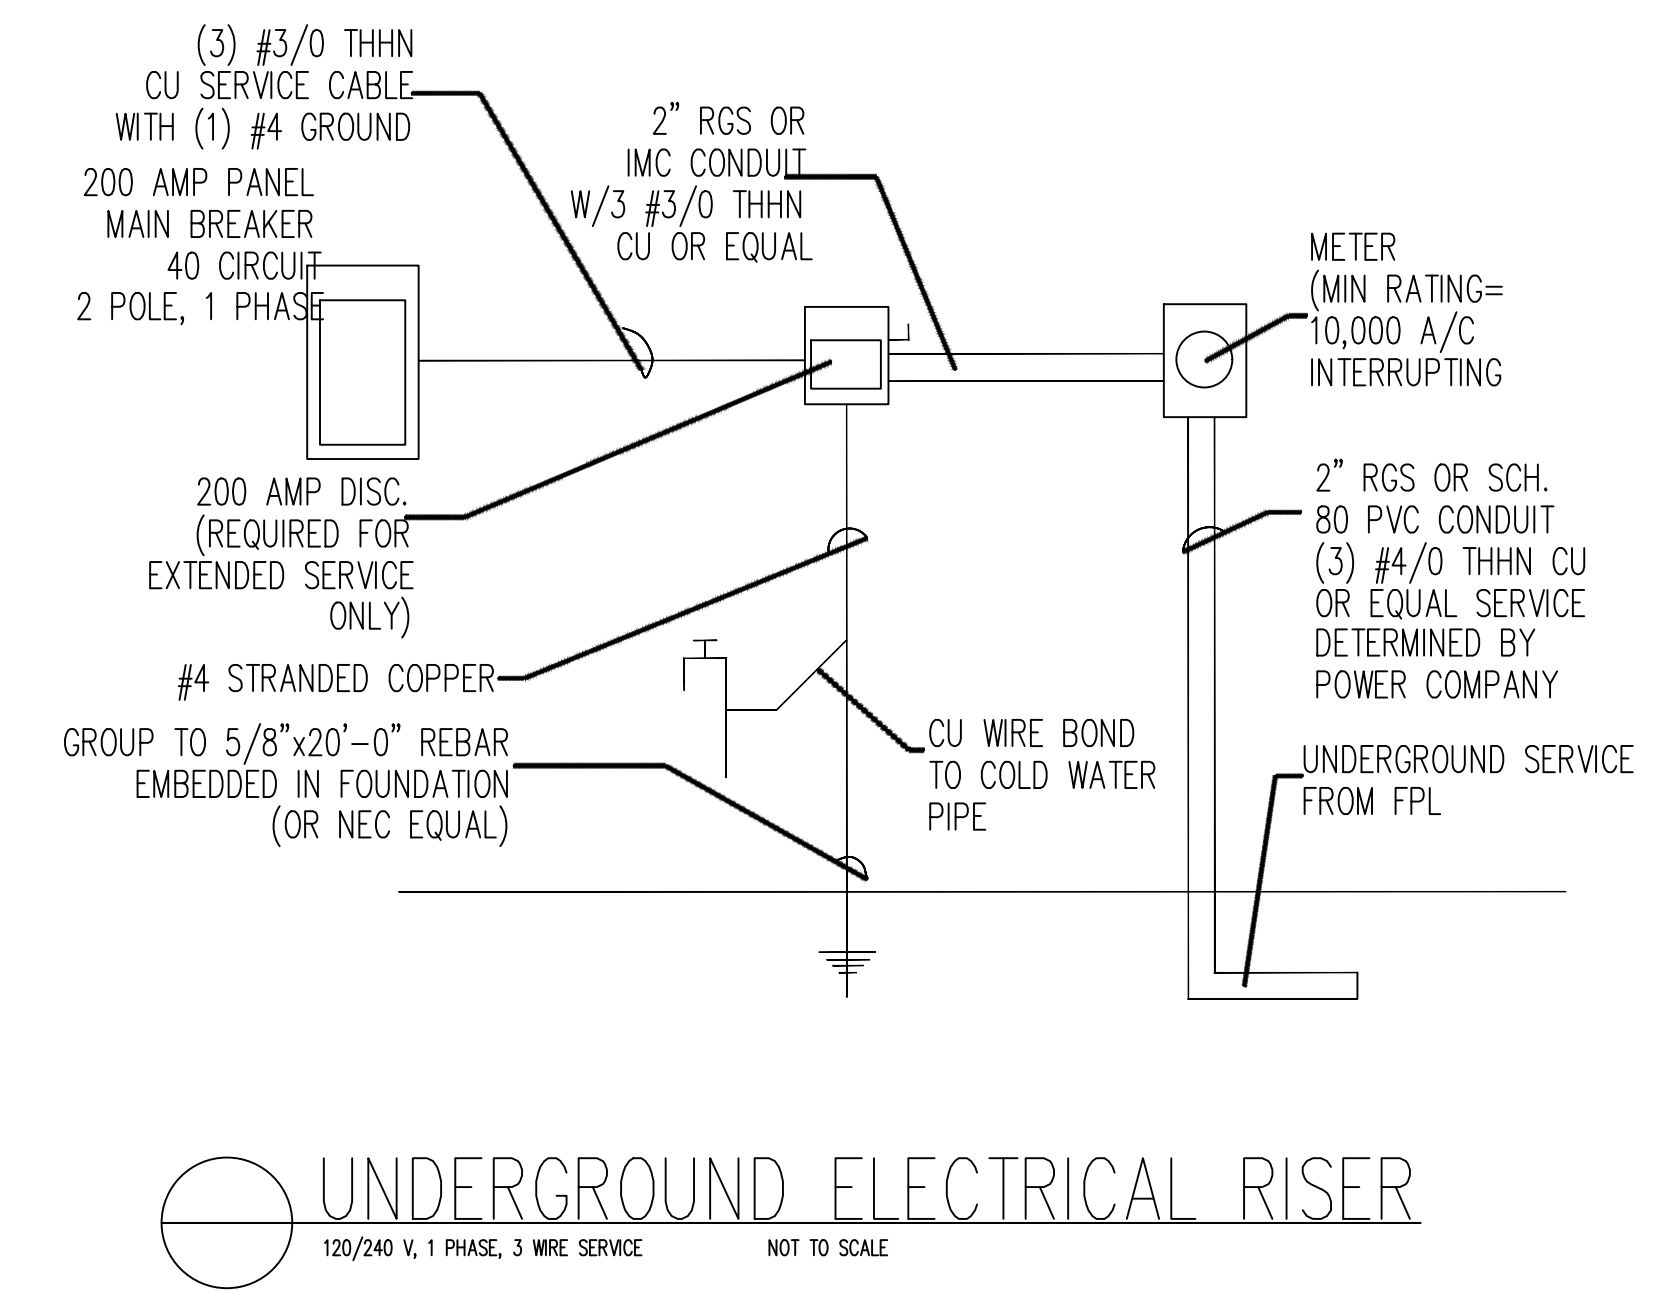 (3) #3/0 THHN
CU SERVICE CABLE
WITH (1) #4 GROUND
200 AMP PANEL
MAIN BREAKER
40 CIRCUIT
2 POLE, 1 PHASE
2" RGS OR
IMC CONDUIT
W/3 #3/0 THHN
CU OR EQUAL
METER
(MIN RATING=
10,000 A/C
INTERRUPTING
200 AMP DISC.
(REQUIRED FOR
EXTENDED SERVICE
ONLY)
2" RGS OR SCH.
80 PVC CONDUIT
(3) #4/0 THHN CU
OR EQUAL SERVICE
DETERMINED BY
POWER COMPANY
#4 STRANDED COPPER
GROUP TO 5/8"x20'-0" REBAR
EMBEDDED IN FOUNDATION
(OR NEC EQUAL)
CU WIRE BOND
TO COLD WATER
PIPE
UNDERGROUND SERVICE
FROM FPL
UNDERGROUND ELECTRICAL RISER
120/240 V, 1 PHASE, 3 WIRE SERVICE NOT TO SCALE